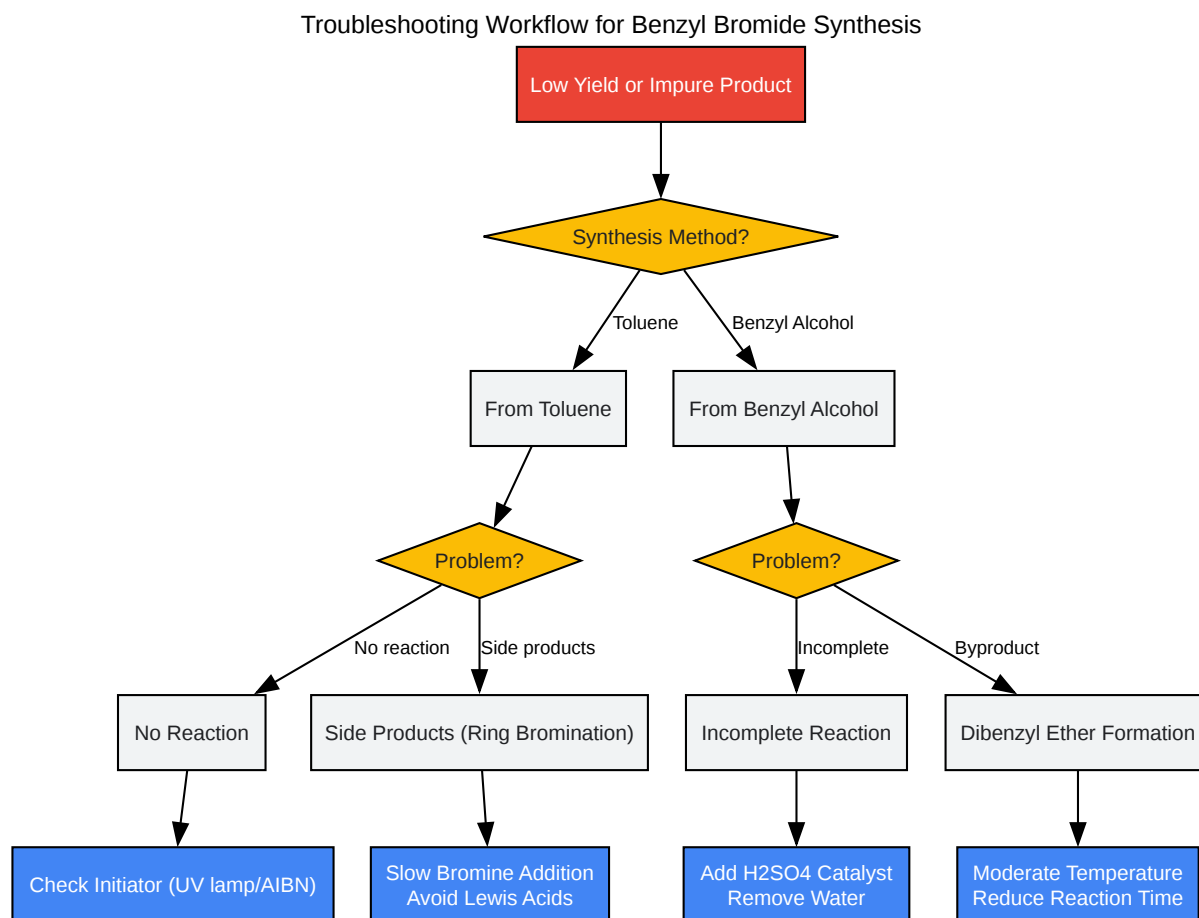 Troubleshooting Workflow for Benzyl Bromide Synthesis
Low Yield or Impure Product
Synthesis Method?
Toluene
Benzyl Alcohol
From Toluene
From Benzyl Alcohol
Problem?
Problem?
No reaction
Side products
Incomplete
Byproduct
No Reaction
Side Products (Ring Bromination)
Incomplete Reaction
Dibenzyl Ether Formation
Check Initiator (UV lamp/AIBN)
Slow Bromine Addition
Avoid Lewis Acids
Add H2SO4 Catalyst
Remove Water
Moderate Temperature
Reduce Reaction Time